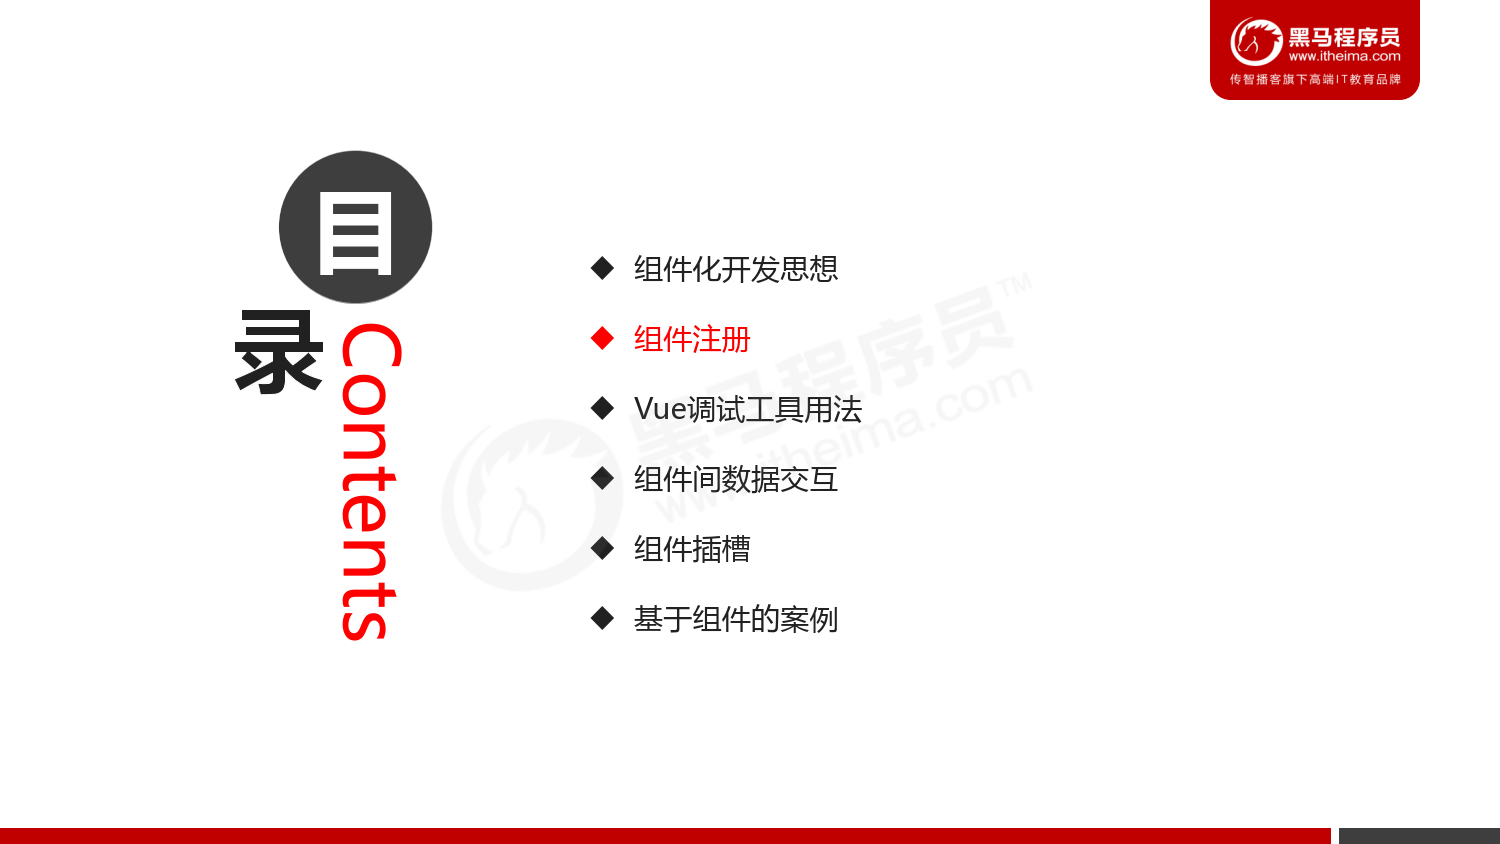 黑马程序员
www.itheima.com
传智播客旗下高端IT教育品牌
目录
Contents
组件化开发思想
组件注册
Vue调试工具用法
组件间数据交互
组件插槽
基于组件的案例
黑马程序员™
www.itheima.com